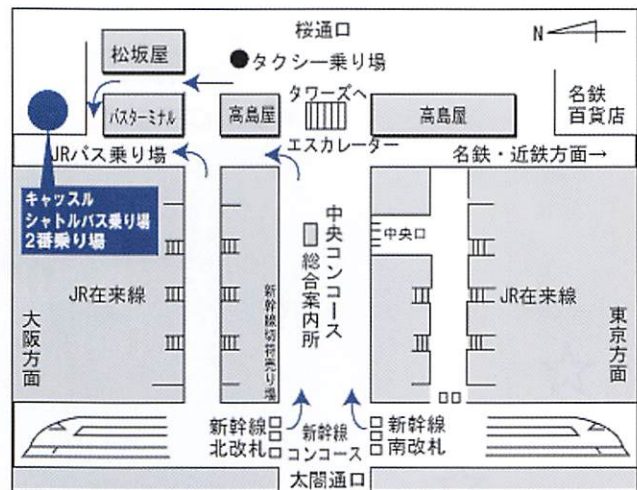 桜通口
N
松坂屋
●タクシー乗り場
タワーズへ
バスターミナル
高島屋
高島屋
名鉄
百貨店
エスカレーター
JRバス乗り場
名鉄・近鉄方面→
キャッスル
シャトルバス乗り場
2番乗り場
中央コンコース
総合案内所
中央口
JR在来線
新幹線切符売り場
JR在来線
大阪方面
東京方面
新幹線
北改札
新幹線
コンコース
新幹線
南改札
太閤通口